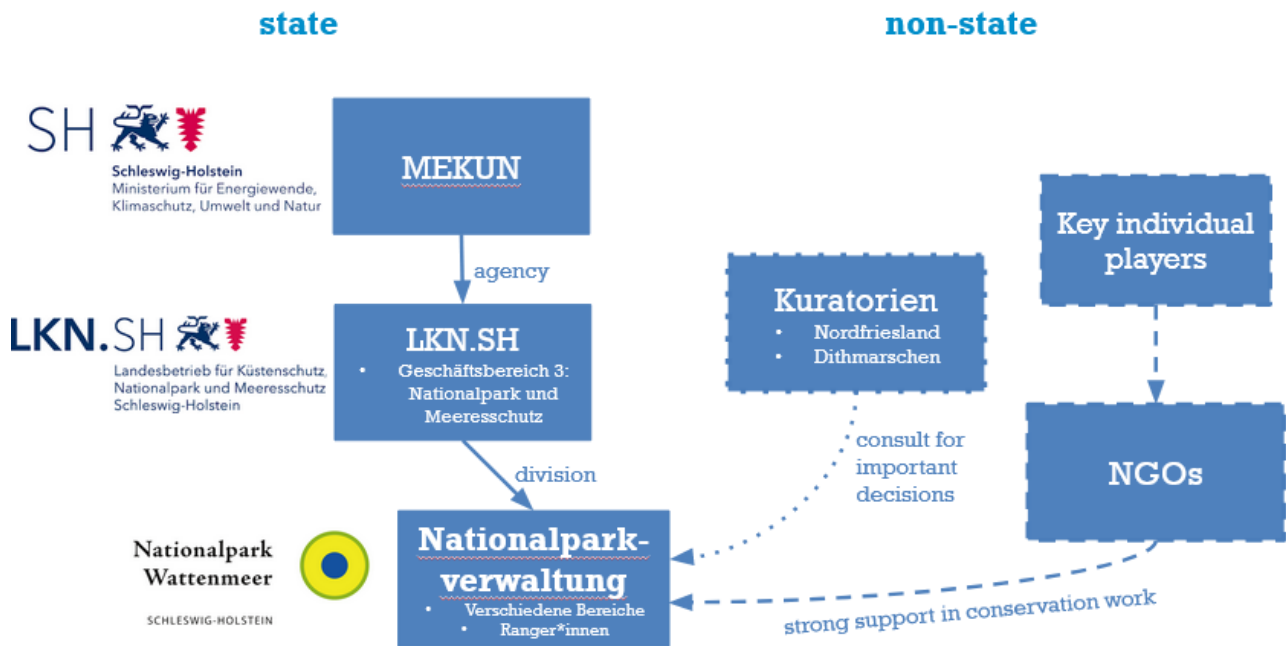 state
non-state
SH
Schleswig-Holstein
Ministerium für Energiewende,
Klimaschutz, Umwelt und Natur
MEKUN
Key individual
players
agency
Kuratorien
• Nordfriesland
• Dithmarschen
LKN.SH
Landesbetrieb für Küstenschutz,
Nationalpark und Meeresschutz
Schleswig-Holstein
LKN.SH
• Geschäftsbereich 3:
Nationalpark und
Meeresschutz
consult for
important
decisions
NGOs
division
Nationalpark
Wattenmeer
SCHLESWIG-HOLSTEIN
Nationalpark-
verwaltung
• Verschiedene Bereiche
• Ranger*innen
strong support in conservation work